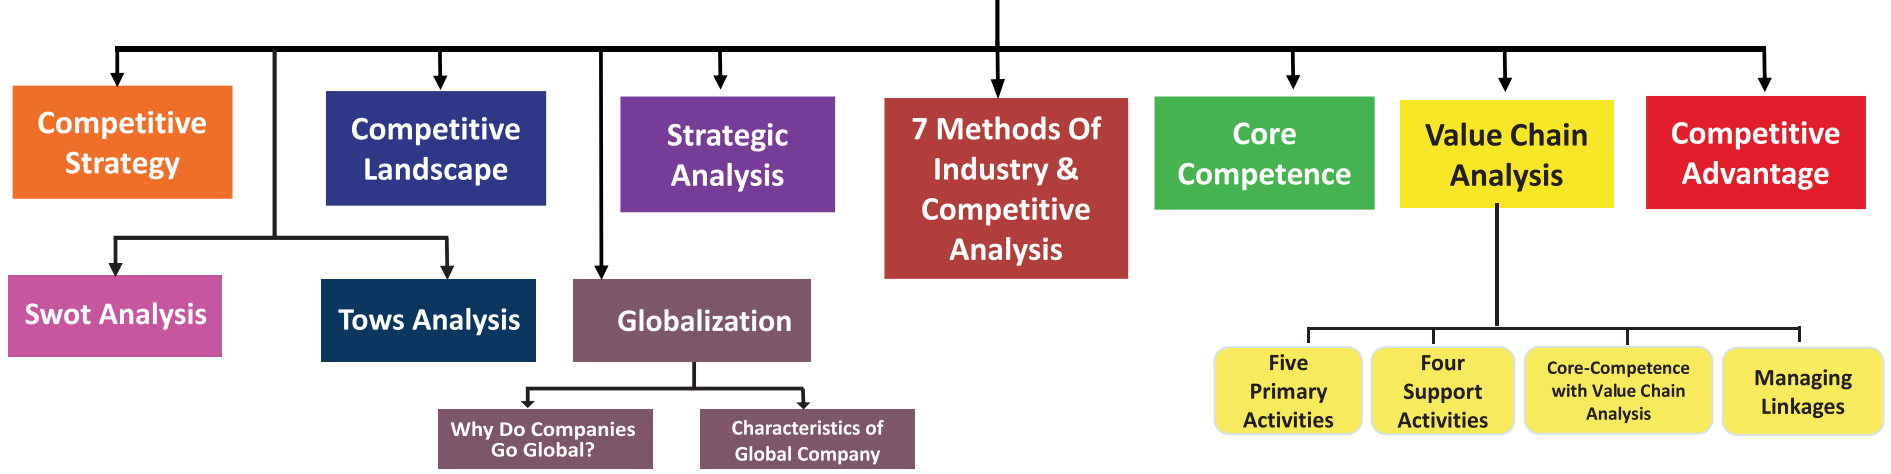 Competitive
Strategy
Competitive
Landscape
Strategic
Analysis
7 Methods Of
Industry &
Competitive
Analysis
Core
Competence
Value Chain
Analysis
Competitive
Advantage
Swot Analysis
Tows Analysis
Globalization
Why Do Companies
Go Global?
Characteristics of
Global Company
Five
Primary
Activities
Four
Support
Activities
Core-Competence
with Value Chain
Analysis
Managing
Linkages